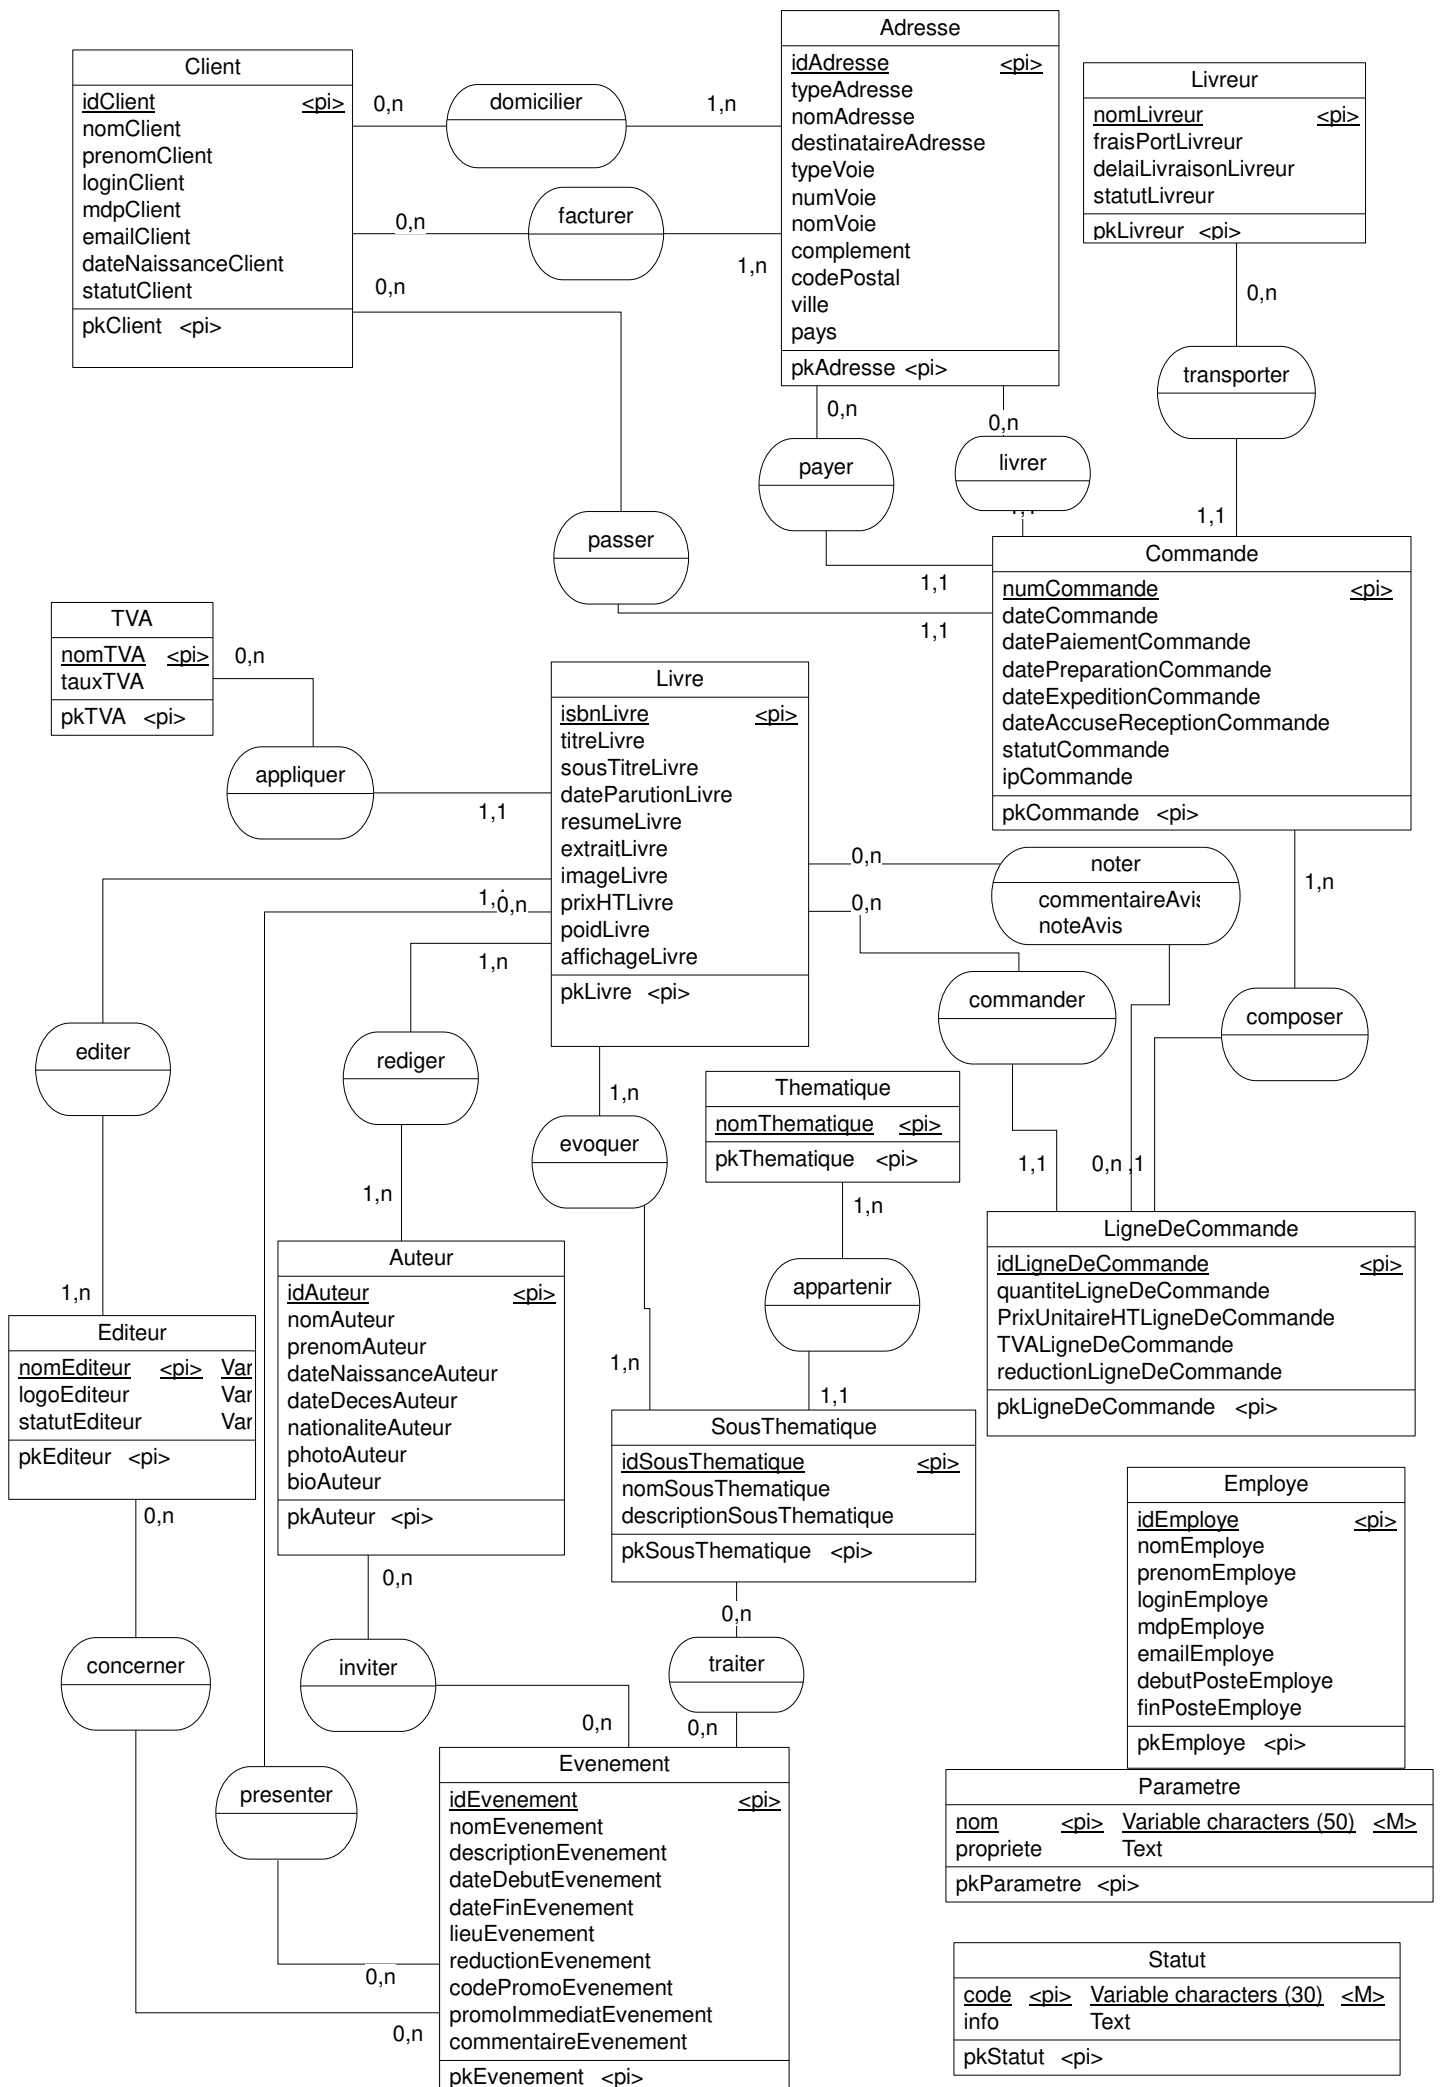 Adresse
idAdresse <pi>
typeAdresse
nomAdresse
destinataireAdresse
typeVoie
numVoie
nomVoie
complement
codePostal
ville
pays
pkAdresse <pi>
Client
idClient <pi>
nomClient
prenomClient
loginClient
mdpClient
emailClient
dateNaissanceClient
statutClient
pkClient <pi>
0,n
domicilier
1,n
0,n
facturer
1,n
0,n
Livreur
nomLivreur <pi>
fraisPortLivreur
delaiLivraisonLivreur
statutLivreur
pkLivreur <pi>
0,n
transporter
1,1
0,n
payer
1,1
0,n
livrer
passer
1,1
Commande
numCommande <pi>
dateCommande
datePaiementCommande
datePreparationCommande
dateExpeditionCommande
dateAccuseReceptionCommande
statutCommande
ipCommande
pkCommande <pi>
TVA
nomTVA <pi>
tauxTVA
pkTVA <pi>
0,n
appliquer
1,1
Livre
isbnLivre <pi>
titreLivre
sousTitreLivre
dateParutionLivre
resumeLivre
extraitLivre
imageLivre
prixHTLivre
poidLivre
affichageLivre
pkLivre <pi>
0,n
noter
commentaireAvis
noteAvis
0,n
commander
1,n
composer
0,n
1,n
editer
rediger
1,n
evoquer
Thematique
nomThematique <pi>
pkThematique <pi>
1,1
0,n
,1
1,n
1,n
appartenir
1,n
1,1
LigneDeCommande
idLigneDeCommande <pi>
quantiteLigneDeCommande
PrixUnitaireHTLigneDeCommande
TVALigneDeCommande
reductionLigneDeCommande
pkLigneDeCommande <pi>
Auteur
idAuteur <pi>
nomAuteur
prenomAuteur
dateNaissanceAuteur
dateDecesAuteur
nationaliteAuteur
photoAuteur
bioAuteur
pkAuteur <pi>
1,n
Editeur
nomEditeur <pi> Var
logoEditeur Var
statutEditeur Var
pkEditeur <pi>
0,n
SousThematique
idSousThematique <pi>
nomSousThematique
descriptionSousThematique
pkSousThematique <pi>
0,n
0,n
concerner
inviter
traiter
0,n
0,n
presenter
0,n
0,n
Employe
idEmploye <pi>
nomEmploye
prenomEmploye
loginEmploye
mdpEmploye
emailEmploye
debutPosteEmploye
finPosteEmploye
pkEmploye <pi>
Evenement
idEvenement <pi>
nomEvenement
descriptionEvenement
dateDebutEvenement
dateFinEvenement
lieuEvenement
reductionEvenement
codePromoEvenement
promoImmediatEvenement
commentaireEvenement
pkEvenement <pi>
Parametre
nom <pi> Variable characters (50) <M>
propriete Text
pkParametre <pi>
Statut
code <pi> Variable characters (30) <M>
info Text
pkStatut <pi>